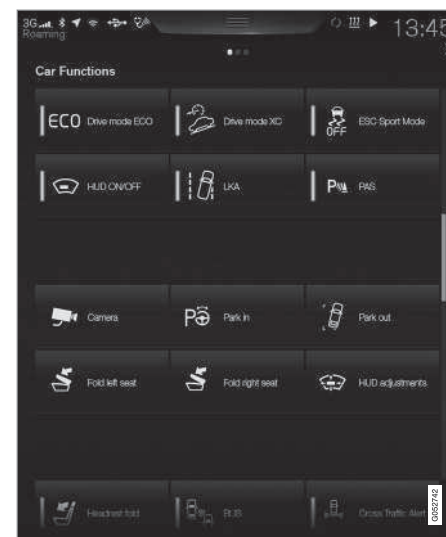 3G 13:45
Roaming:
Car Functions
ECO Drive mode ECO Drive mode XC OFF ESC Sport Mode
HUD ON/OFF LKA P PAS
Camera P Park in Park out
Fold left seat Fold right seat HUD adjustments
Headrest fold BLIS Cross Traffic Alert
G052742